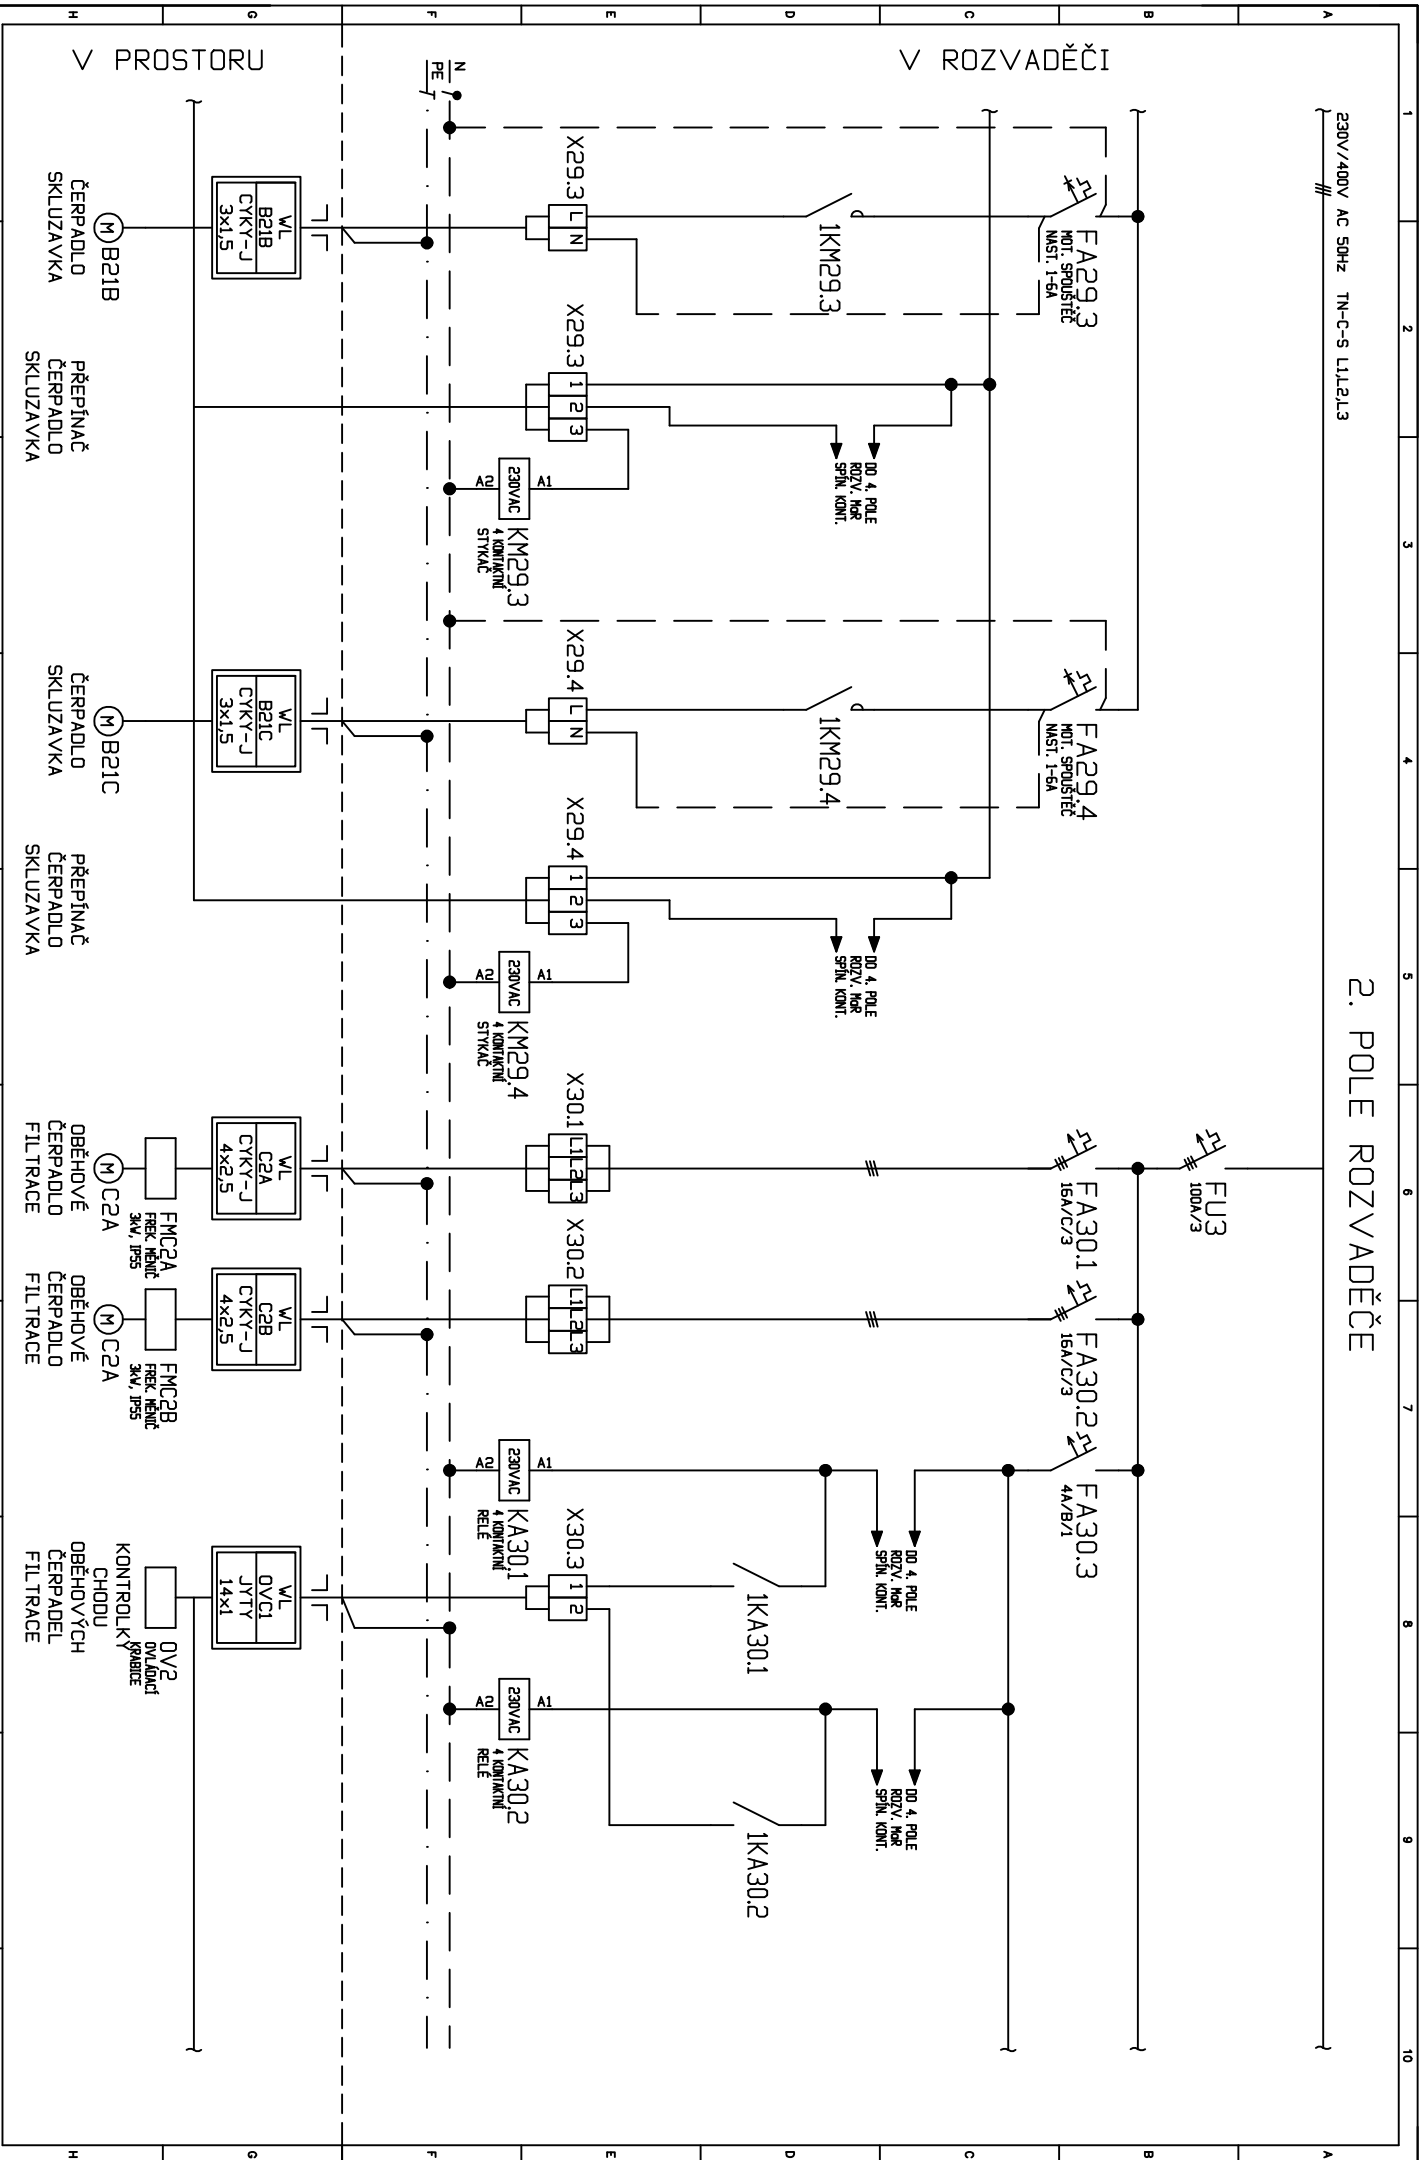 1
2
3
4
5
6
7
8
9
10
A
B
C
D
E
F
G
H
A
B
C
D
E
F
G
H
2. POLE ROZVADĚČE
230V/400V AC 50Hz TN-C-S L1,L2,L3
V ROZVADĚČI
V PROSTORU
N
PE
FU3
100A/3
FA29.3
MOT. SPOUŠTĚČ
NAST. 1-6A
FA29.4
MOT. SPOUŠTĚČ
NAST. 1-6A
FA30.1
16A/C/3
FA30.2
16A/C/3
FA30.3
4A/B/1
DO 4. POLE
ROZV. MaR
SPÍN. KONT.
DO 4. POLE
ROZV. MaR
SPÍN. KONT.
DO 4. POLE
ROZV. MaR
SPÍN. KONT.
DO 4. POLE
ROZV. MaR
SPÍN. KONT.
1KM29.3
1KM29.4
1KA30.1
1KA30.2
X29.3
L N
X29.3
1 2 3
X29.4
L N
X29.4
1 2 3
X30.1
L1 L2 L3
X30.2
L1 L2 L3
X30.3
1 2
A1
230VAC
A2
KM29.3
4 KONTAKTNÍ
STYKAČ
A1
230VAC
A2
KM29.4
4 KONTAKTNÍ
STYKAČ
A1
230VAC
A2
KA30.1
4 KONTAKTNÍ
RELÉ
A1
230VAC
A2
KA30.2
4 KONTAKTNÍ
RELÉ
WL
B21B
CYKY-J
3x1,5
WL
B21C
CYKY-J
3x1,5
WL
C2A
CYKY-J
4x2,5
WL
C2B
CYKY-J
4x2,5
WL
OVC1
JYTY
14x1
M B21B
ČERPADLO
SKLUZAVKA
PŘEPÍNAČ
ČERPADLO
SKLUZAVKA
M B21C
ČERPADLO
SKLUZAVKA
PŘEPÍNAČ
ČERPADLO
SKLUZAVKA
FMC2A
FREK. MĚNIČ
3kW, IP55
M C2A
OBĚHOVÉ
ČERPADLO
FILTRACE
FMC2B
FREK. MĚNIČ
3kW, IP55
M C2A
OBĚHOVÉ
ČERPADLO
FILTRACE
OV2
OVLÁDACÍ
KRABICE
KONTROLKY
CHODU
OBĚHOVÝCH
ČERPADEL
FILTRACE